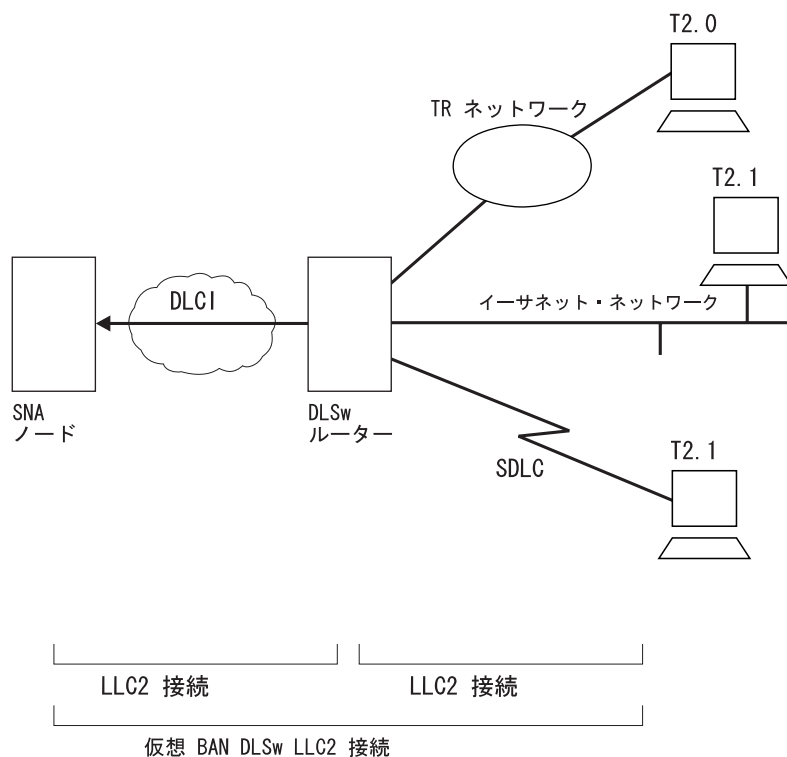 T2.0
TR ネットワーク
T2.1
DLCI
イーサネット・ネットワーク
SNA
ノード
DLSw
ルーター
T2.1
SDLC
LLC2 接続
LLC2 接続
仮想 BAN DLSw LLC2 接続